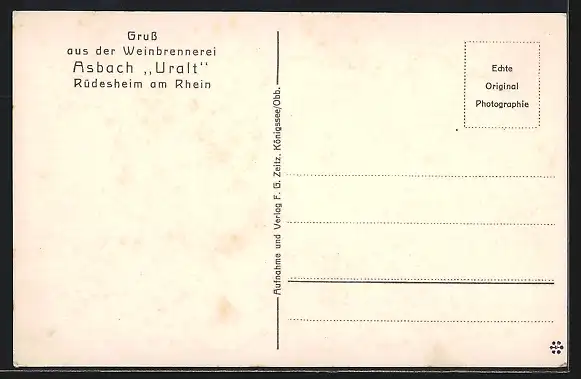 Gruß
aus der Weinbrennerei
Asbach „Uralt“
Rüdesheim am Rhein
Aufnahme und Verlag F. G. Zeitz, Königssee/Obb.
Echte
Original
Photographie